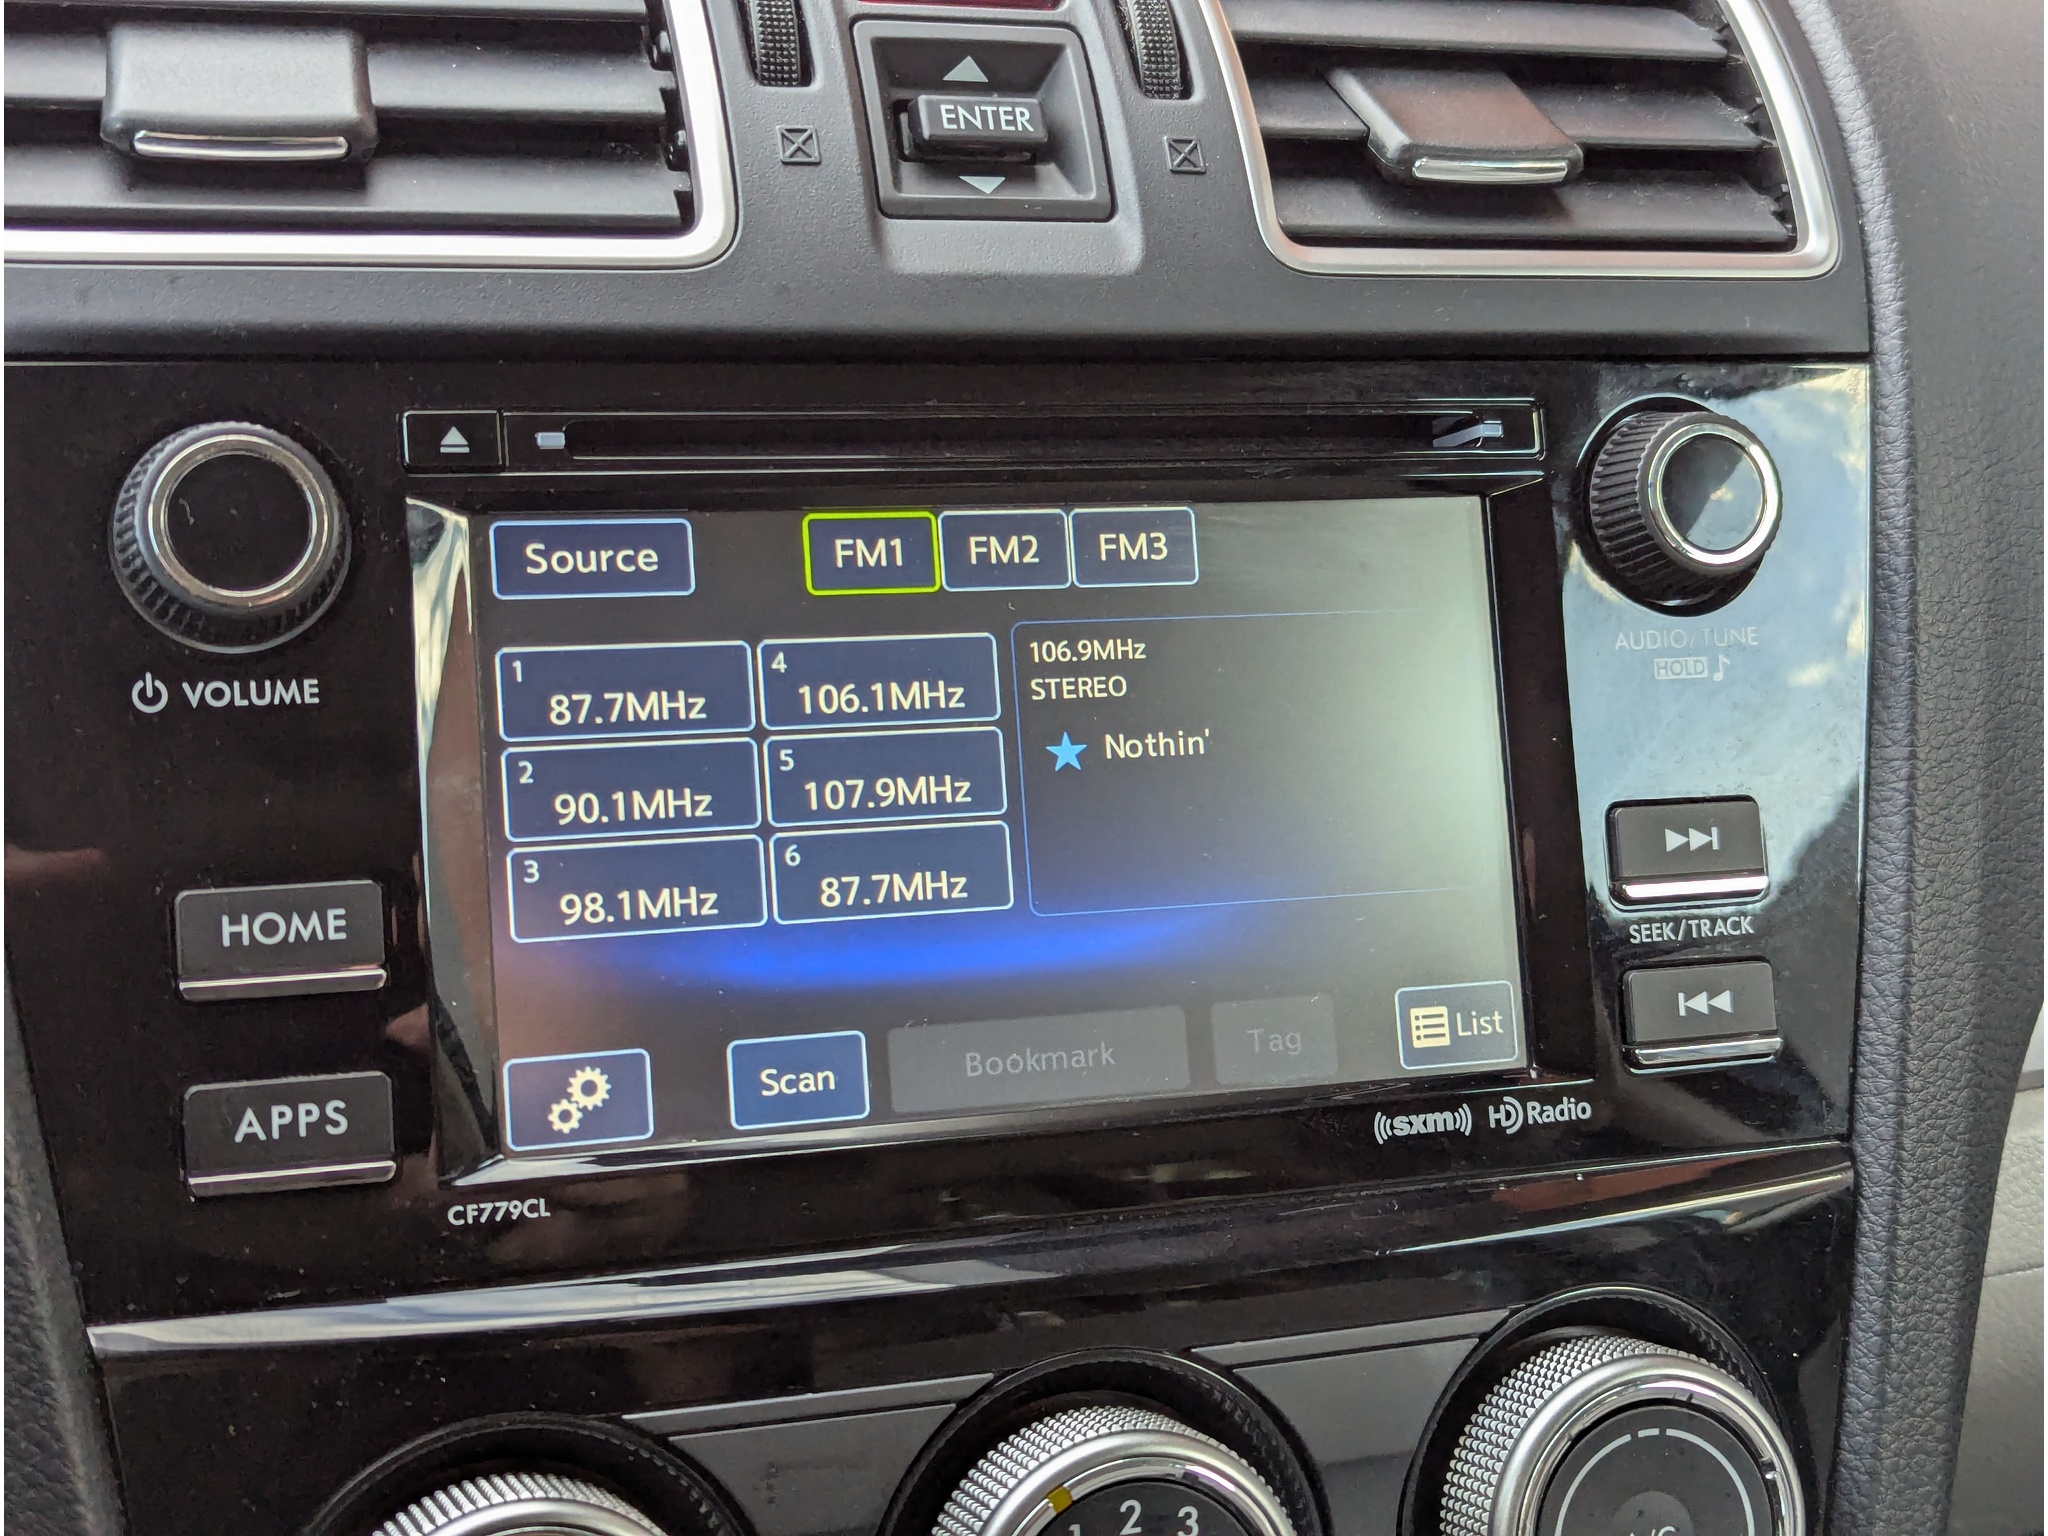 ENTER
Source
FM1
FM2
FM3
1
87.7MHz
4
106.1MHz
2
90.1MHz
5
107.9MHz
3
98.1MHz
6
87.7MHz
106.9MHz
STEREO
Nothin'
Scan
Bookmark
Tag
List
VOLUME
HOME
APPS
AUDIO/TUNE
HOLD
SEEK/TRACK
((sxm)) HD Radio
CF779CL
1 2 3
A/C